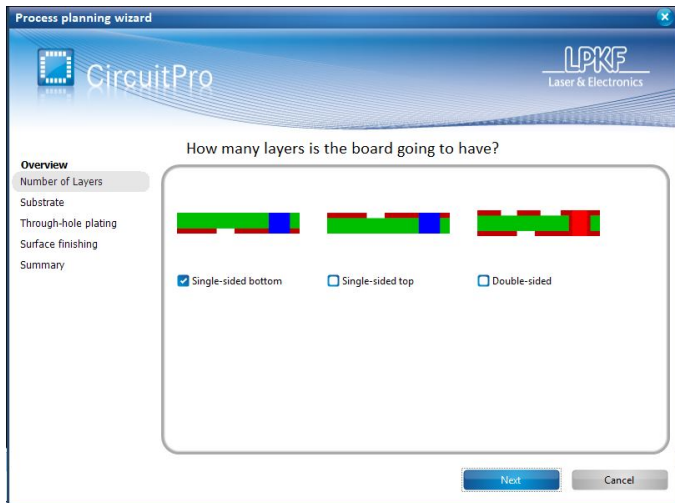 Process planning wizard
CircuitPro
LPKF
Laser & Electronics
How many layers is the board going to have?
Overview
Number of Layers
Substrate
Through-hole plating
Surface finishing
Summary
Single-sided bottom
Single-sided top
Double-sided
Next
Cancel